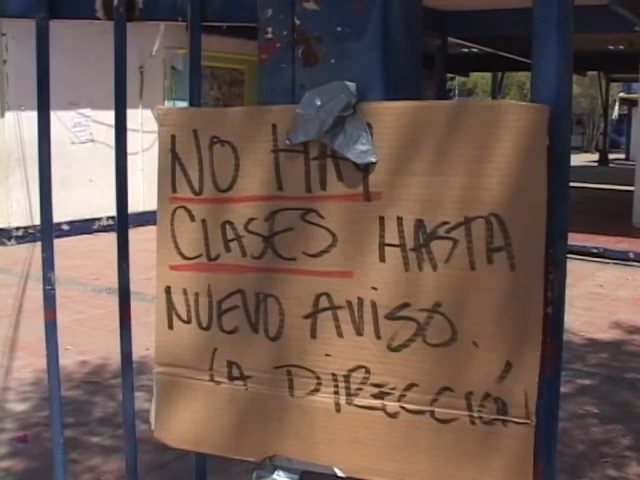 NO HAY
CLASES HASTA
NUEVO AVISO.
LA DIRECCIÓN